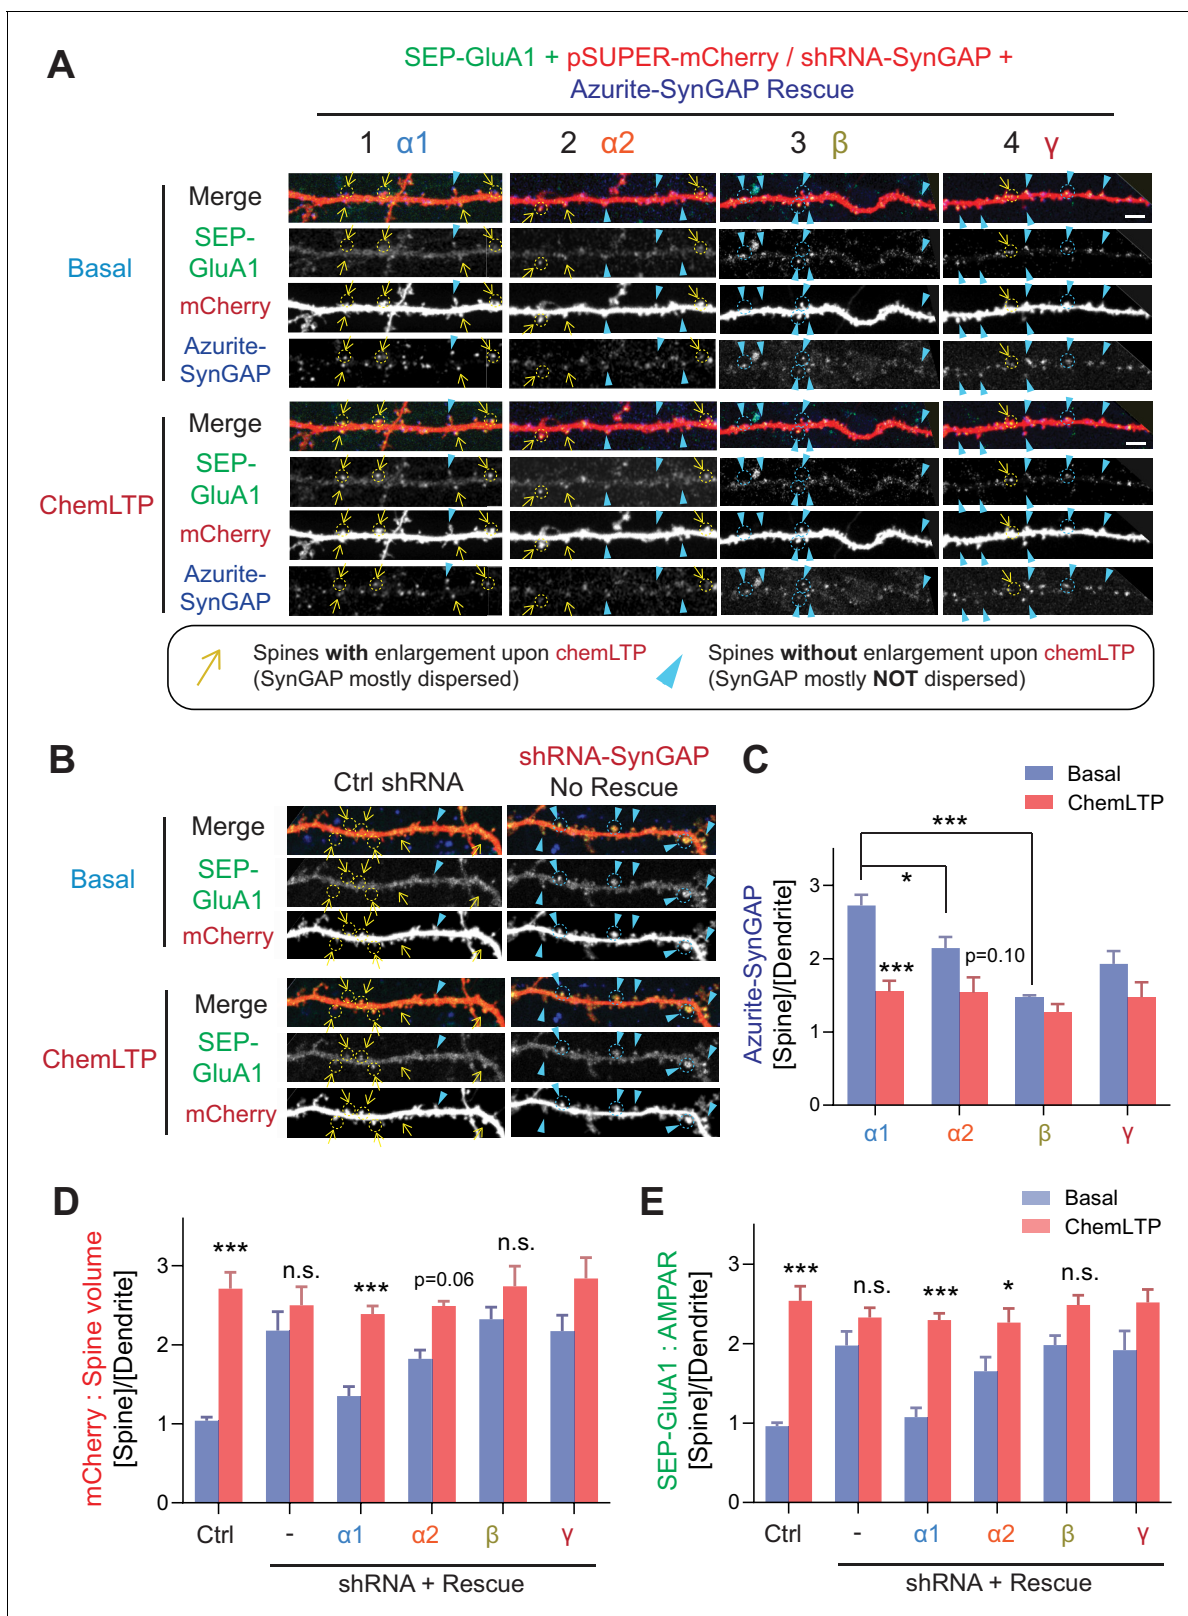 A
SEP-GluA1 + pSUPER-mCherry / shRNA-SynGAP +
Azurite-SynGAP Rescue
1 α1
2 α2
3 β
4 γ
Basal
Merge
SEP-
GluA1
mCherry
Azurite-
SynGAP
ChemLTP
Merge
SEP-
GluA1
mCherry
Azurite-
SynGAP
Spines with enlargement upon chemLTP
(SynGAP mostly dispersed)
Spines without enlargement upon chemLTP
(SynGAP mostly NOT dispersed)
B
Ctrl shRNA
shRNA-SynGAP
No Rescue
Basal
Merge
SEP-
GluA1
mCherry
ChemLTP
Merge
SEP-
GluA1
mCherry
C
Basal
ChemLTP
Azurite-SynGAP
[Spine]/[Dendrite]
3
2
1
0
***
*
***
p=0.10
α1
α2
β
γ
D
mCherry : Spine volume
[Spine]/[Dendrite]
3
2
1
0
***
n.s.
***
p=0.06
n.s.
Ctrl
-
α1
α2
β
γ
shRNA + Rescue
E
Basal
ChemLTP
SEP-GluA1 : AMPAR
[Spine]/[Dendrite]
3
2
1
0
***
n.s.
***
*
n.s.
Ctrl
-
α1
α2
β
γ
shRNA + Rescue